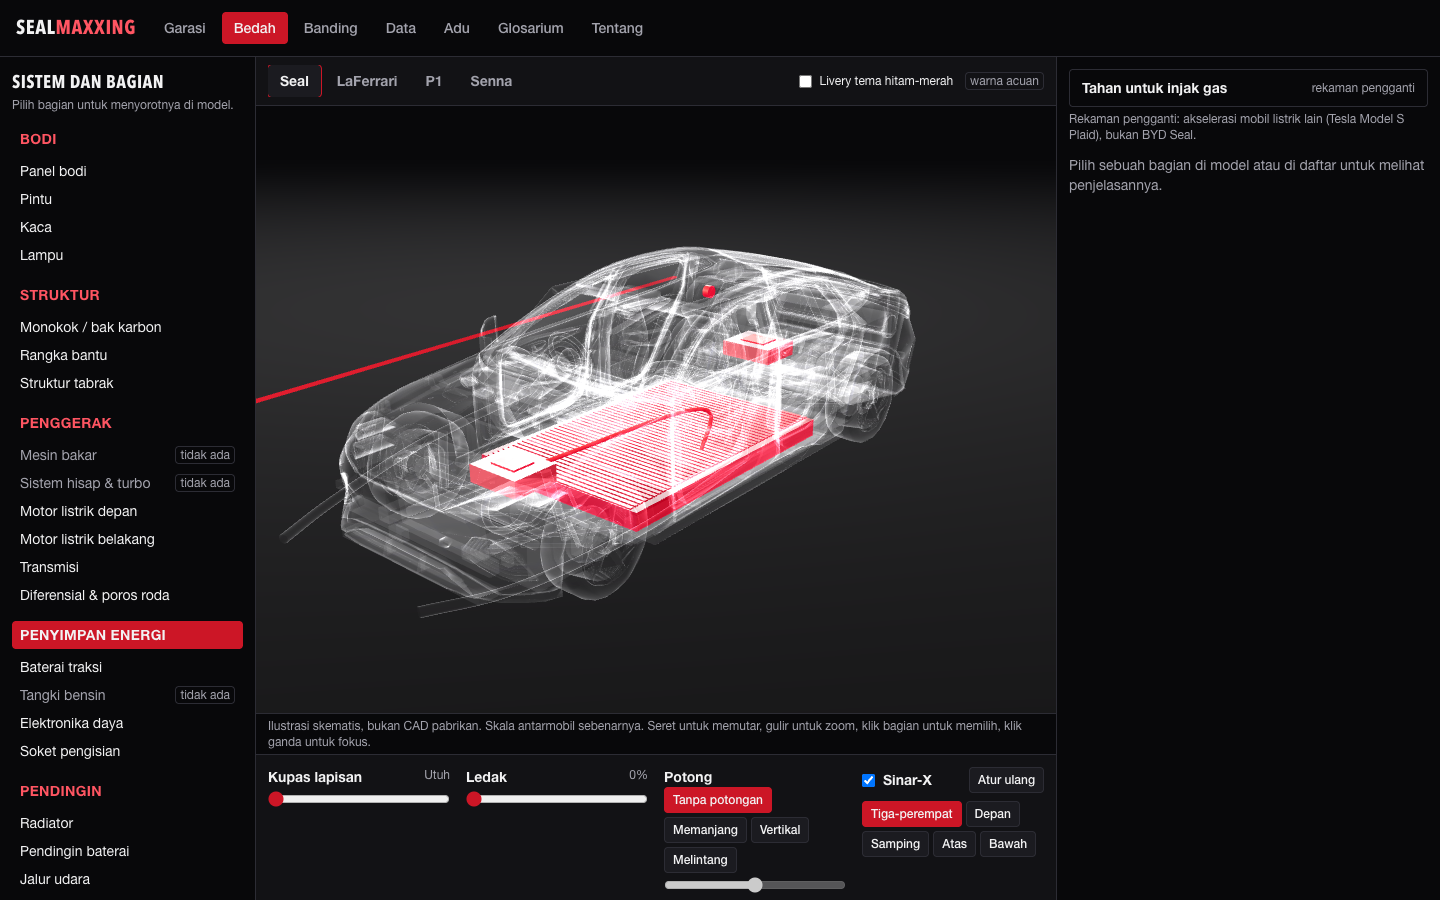 SEALMAXXING
Garasi
Bedah
Banding
Data
Adu
Glosarium
Tentang
SISTEM DAN BAGIAN
Pilih bagian untuk menyorotnya di model.
BODI
Panel bodi
Pintu
Kaca
Lampu
STRUKTUR
Monokok / bak karbon
Rangka bantu
Struktur tabrak
PENGGERAK
Mesin bakar tidak ada
Sistem hisap & turbo tidak ada
Motor listrik depan
Motor listrik belakang
Transmisi
Diferensial & poros roda
PENYIMPAN ENERGI
Baterai traksi
Tangki bensin tidak ada
Elektronika daya
Soket pengisian
PENDINGIN
Radiator
Pendingin baterai
Jalur udara
Seal
LaFerrari
P1
Senna
Livery tema hitam-merah
warna acuan
Ilustrasi skematis, bukan CAD pabrikan. Skala antarmobil sebenarnya. Seret untuk memutar, gulir untuk zoom, klik bagian untuk memilih, klik
ganda untuk fokus.
Kupas lapisan Utuh
Ledak 0%
Potong
Tanpa potongan
Memanjang Vertikal
Melintang
Sinar-X Atur ulang
Tiga-perempat Depan
Samping Atas Bawah
Tahan untuk injak gas rekaman pengganti
Rekaman pengganti: akselerasi mobil listrik lain (Tesla Model S
Plaid), bukan BYD Seal.
Pilih sebuah bagian di model atau di daftar untuk melihat
penjelasannya.